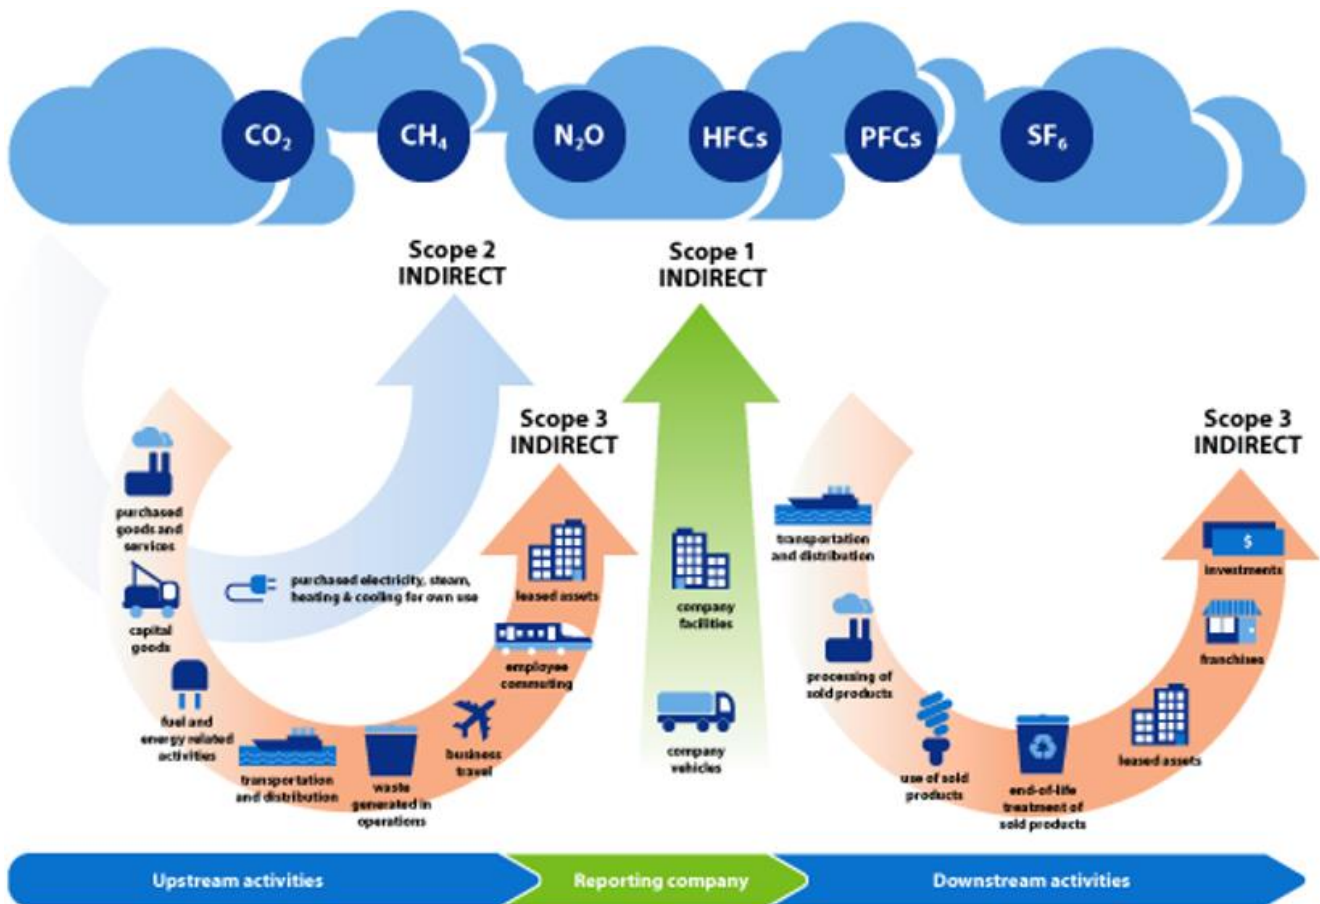 CO₂
CH₄
N₂O
HFCs
PFCs
SF₆
Scope 2
INDIRECT
Scope 1
INDIRECT
Scope 3
INDIRECT
Scope 3
INDIRECT
purchased
goods and
services
capital
goods
fuel and
energy related
activities
transportation
and distribution
waste
generated in
operations
business
travel
employee
commuting
leased assets
purchased electricity, steam,
heating & cooling for own use
company
facilities
company
vehicles
transportation
and distribution
processing of
sold products
use of sold
products
end-of-life
treatment of
sold products
leased assets
franchises
$
investments
Upstream activities
Reporting company
Downstream activities